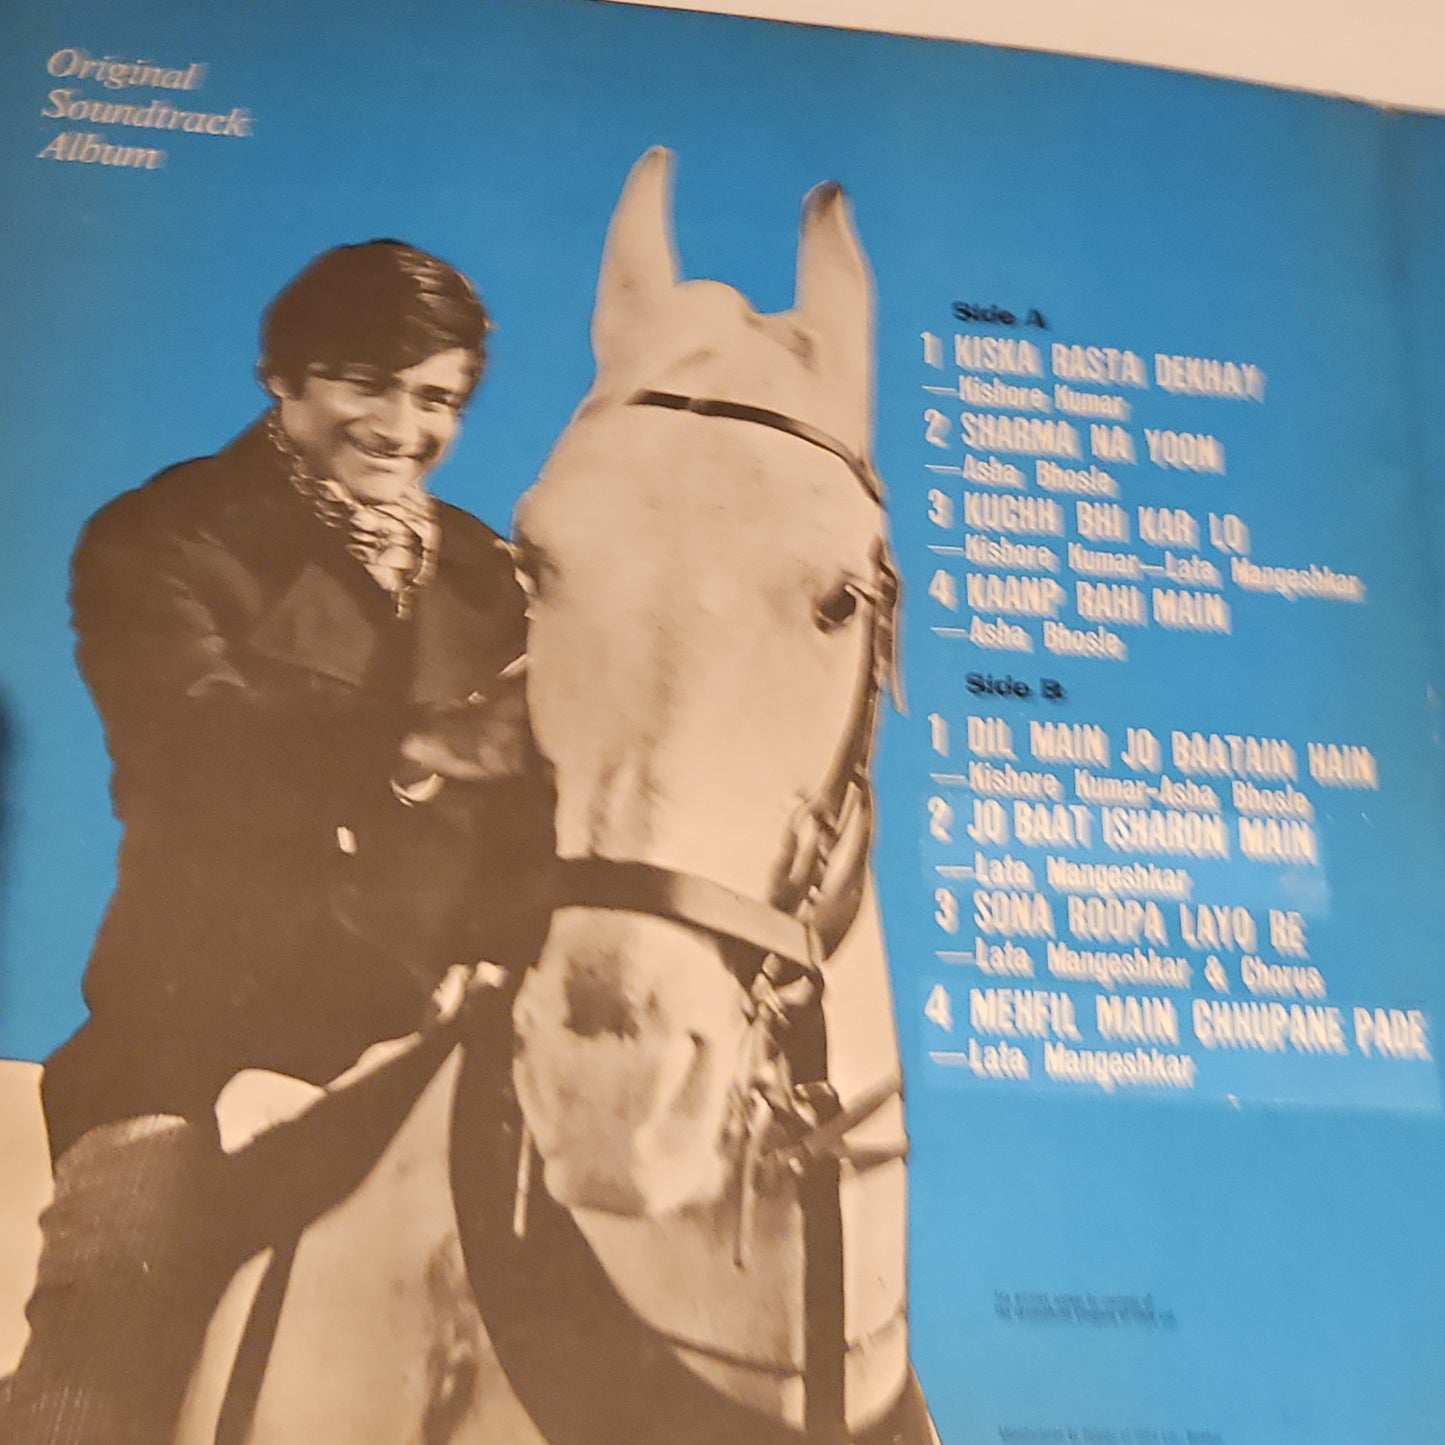 Original
Soundtrack
Album
Side A
1 KISKA RASTA DEKHAY
—Kishore Kumar
2 SHARMA NA YOON
—Asha Bhosle
3 KUCHH BHI KAR LO
—Kishore Kumar—Lata Mangeshkar
4 KAANP RAHI MAIN
—Asha Bhosle
Side B
1 DIL MAIN JO BAATAIN HAIN
—Kishore Kumar-Asha Bhosle
2 JO BAAT ISHARON MAIN
—Lata Mangeshkar
3 SONA ROOPA LAYO RE
—Lata Mangeshkar & Chorus
4 MEHFIL MAIN CHHUPANE PADE
—Lata Mangeshkar